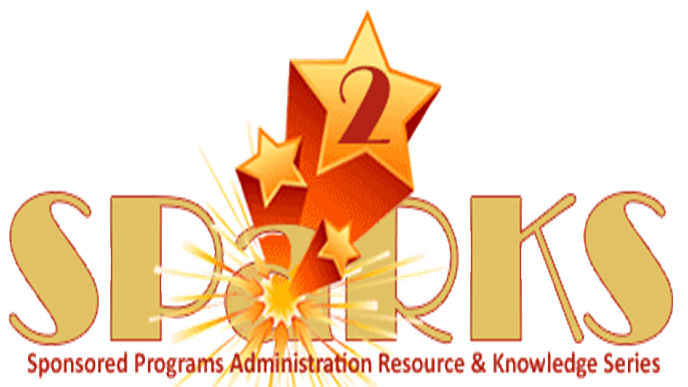 2
SPaRKS
Sponsored Programs Administration Resource & Knowledge Series